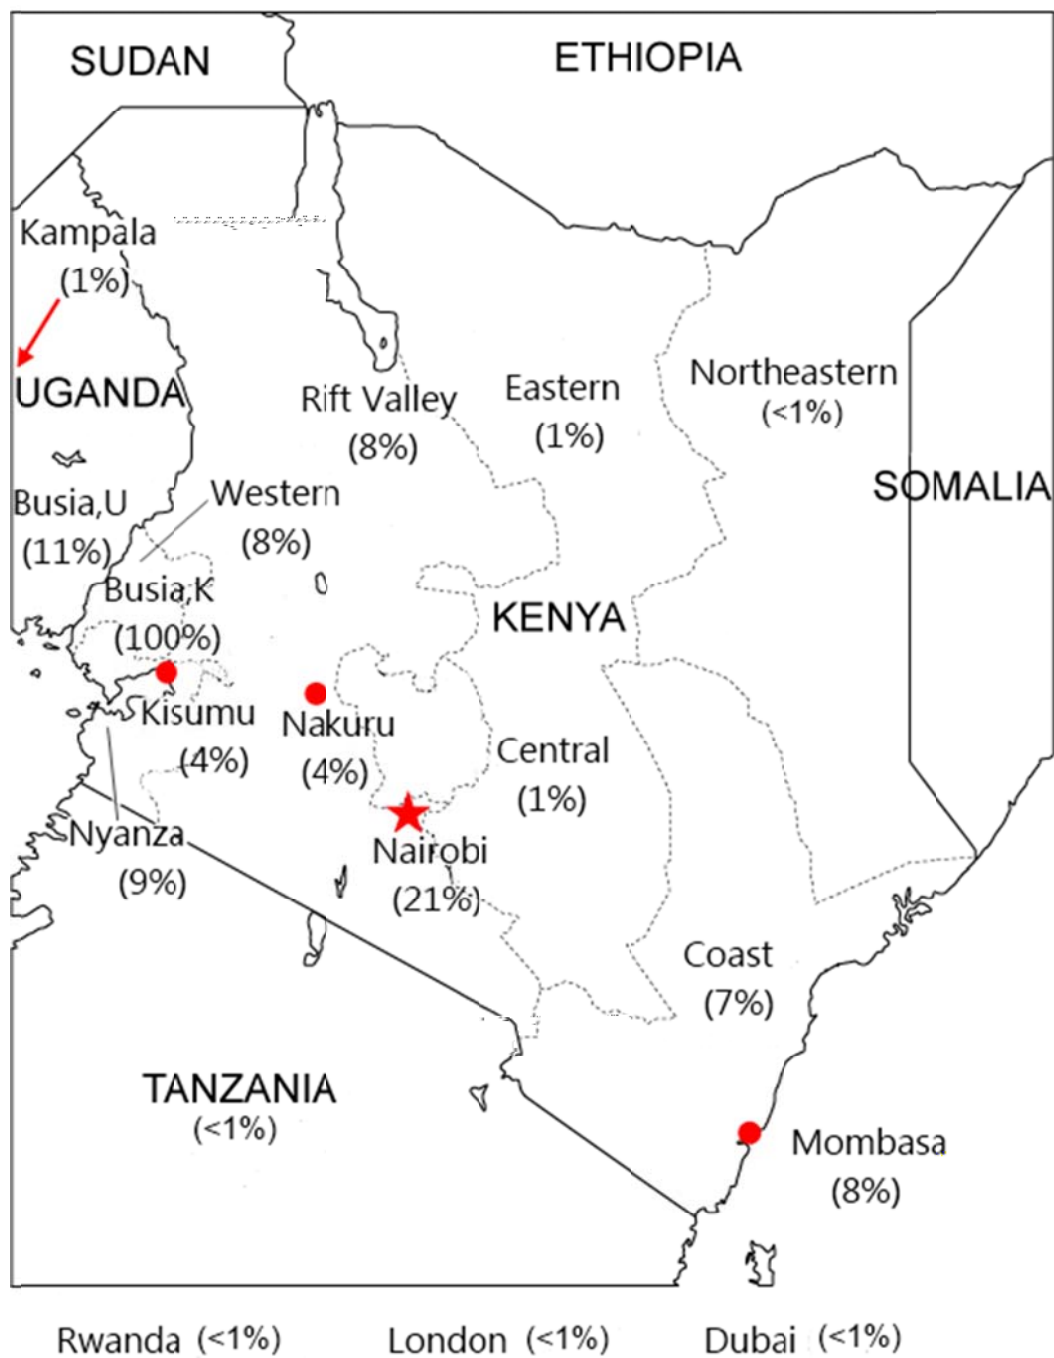 SUDAN
ETHIOPIA
Kampala
(1%)
UGANDA
Rift Valley
(8%)
Eastern
(1%)
Northeastern
(<1%)
SOMALIA
Busia,U
(11%)
Western
(8%)
Busia,K
(100%)
KENYA
Kisumu
(4%)
Nakuru
(4%)
Central
(1%)
Nyanza
(9%)
Nairobi
(21%)
Coast
(7%)
TANZANIA
(<1%)
Mombasa
(8%)
Rwanda (<1%) London (<1%) Dubai (<1%)